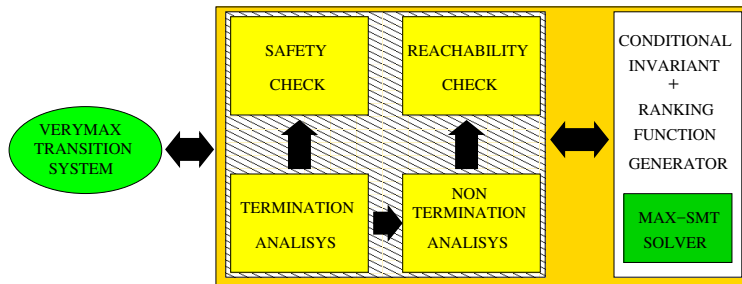 VERYMAX
TRANSITION
SYSTEM
SAFETY
CHECK
REACHABILITY
CHECK
TERMINATION
ANALISYS
NON
TERMINATION
ANALISYS
CONDITIONAL
INVARIANT
+
RANKING
FUNCTION
GENERATOR
MAX−SMT
SOLVER